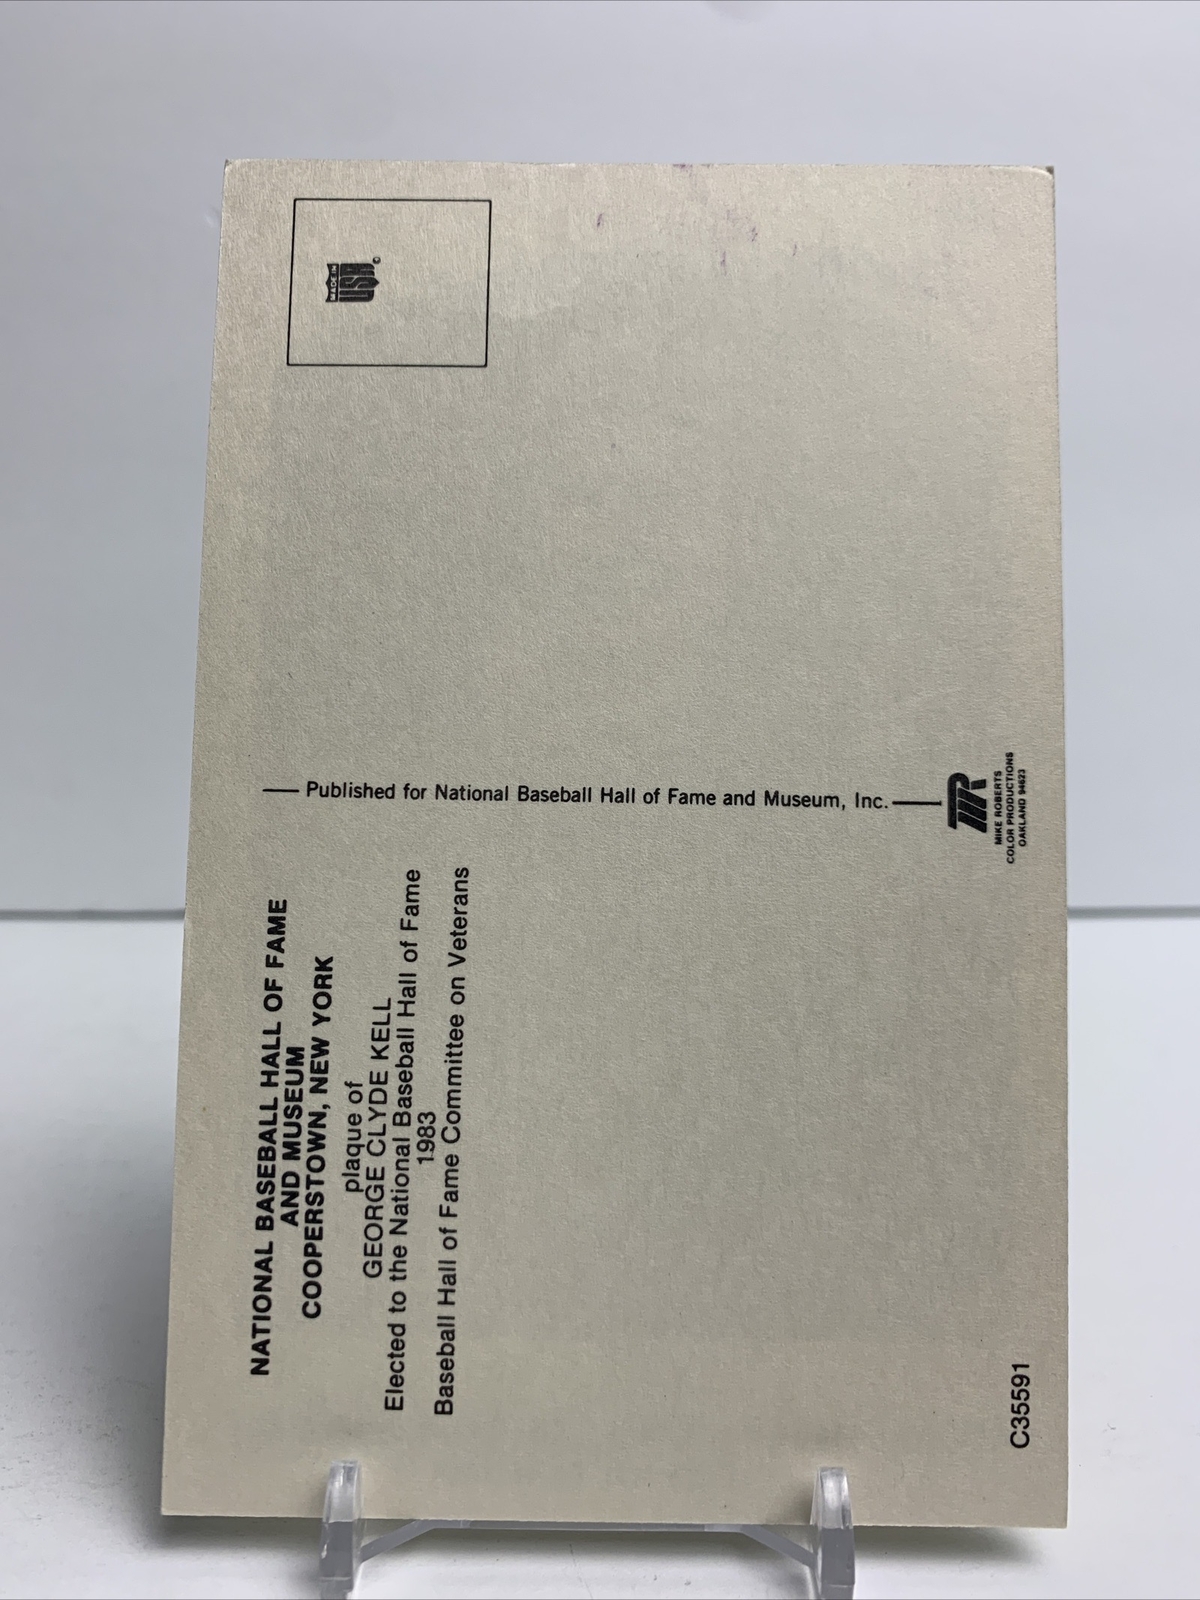 NATIONAL BASEBALL HALL OF FAME
AND MUSEUM
COOPERSTOWN, NEW YORK
plaque of
GEORGE CLYDE KELL
Elected to the National Baseball Hall of Fame
1983
Baseball Hall of Fame Committee on Veterans
Published for National Baseball Hall of Fame and Museum, Inc.
MADE IN
USA
©
MIKE ROBERTS
COLOR PRODUCTIONS
OAKLAND 94623
C35591